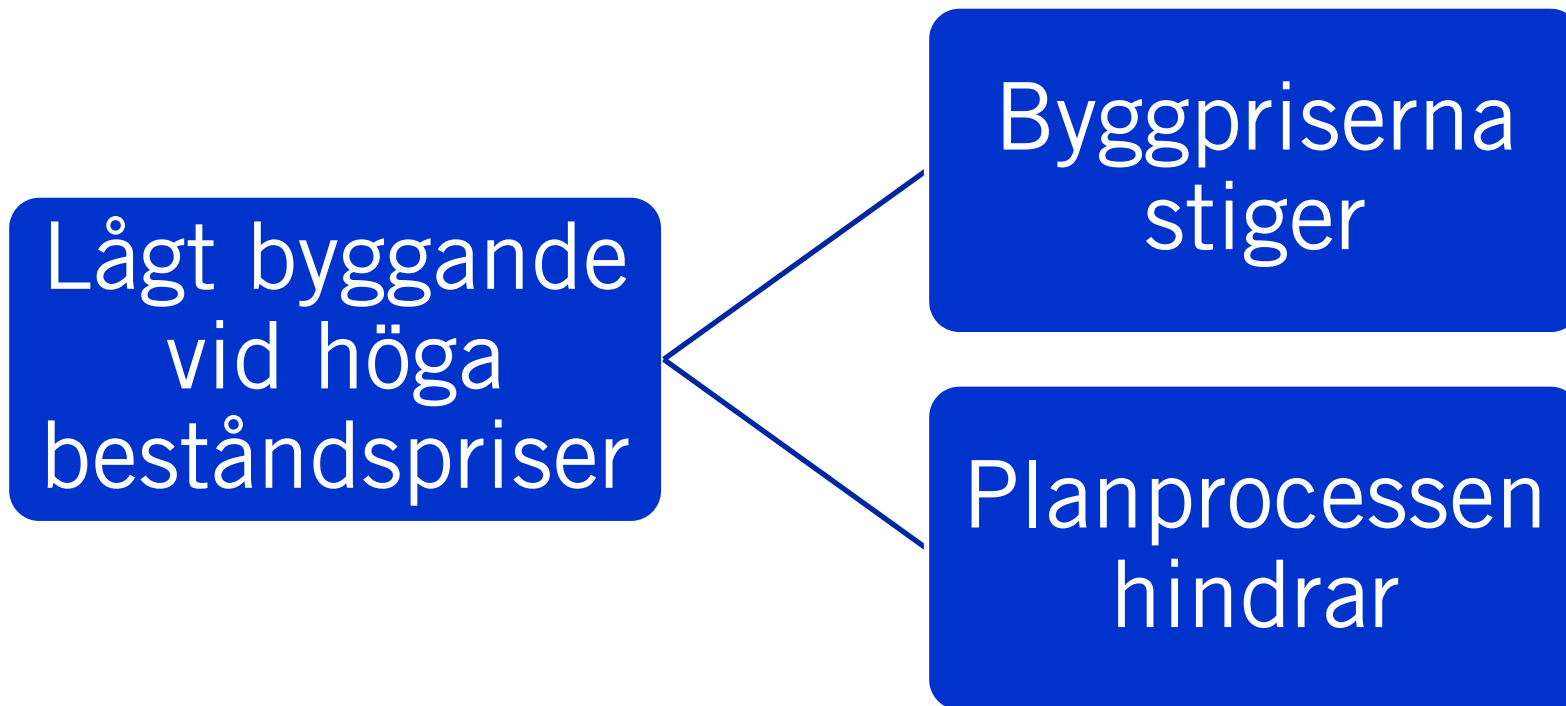 Lågt byggande
vid höga
beståndspriser
Byggpriserna
stiger
Planprocessen
hindrar